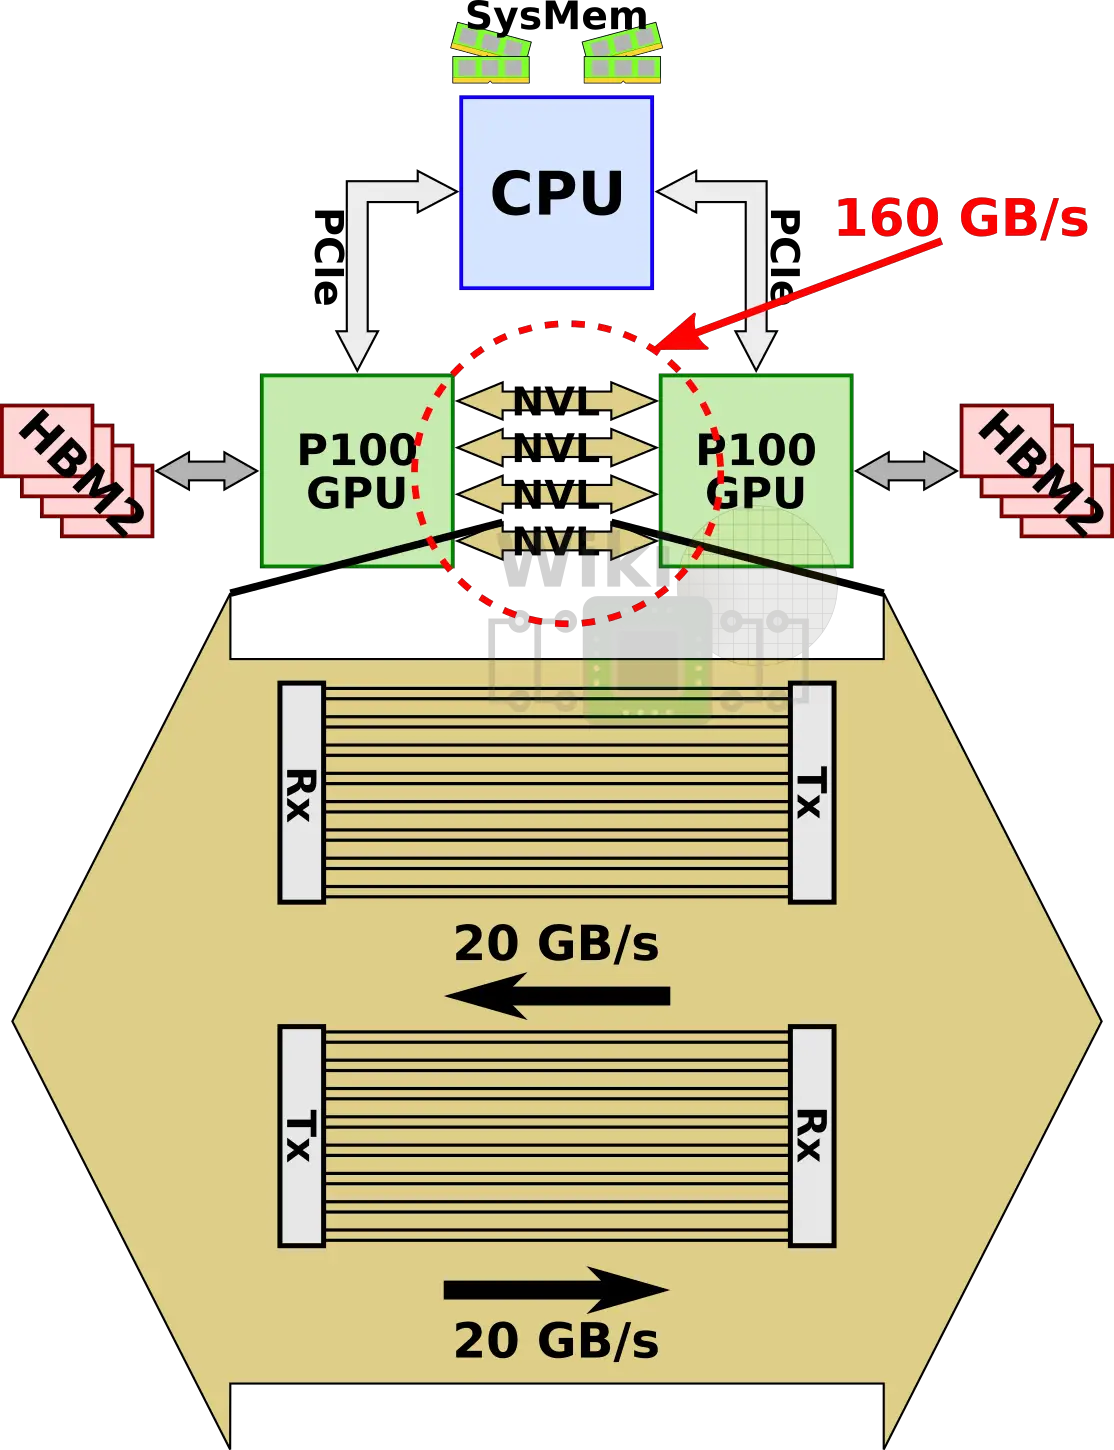 SysMem
CPU
160 GB/s
PCIe
PCIe
HBM2
P100
GPU
NVL
NVL
NVL
NVL
P100
GPU
HBM2
Wiki
Rx
Tx
20 GB/s
Tx
Rx
20 GB/s